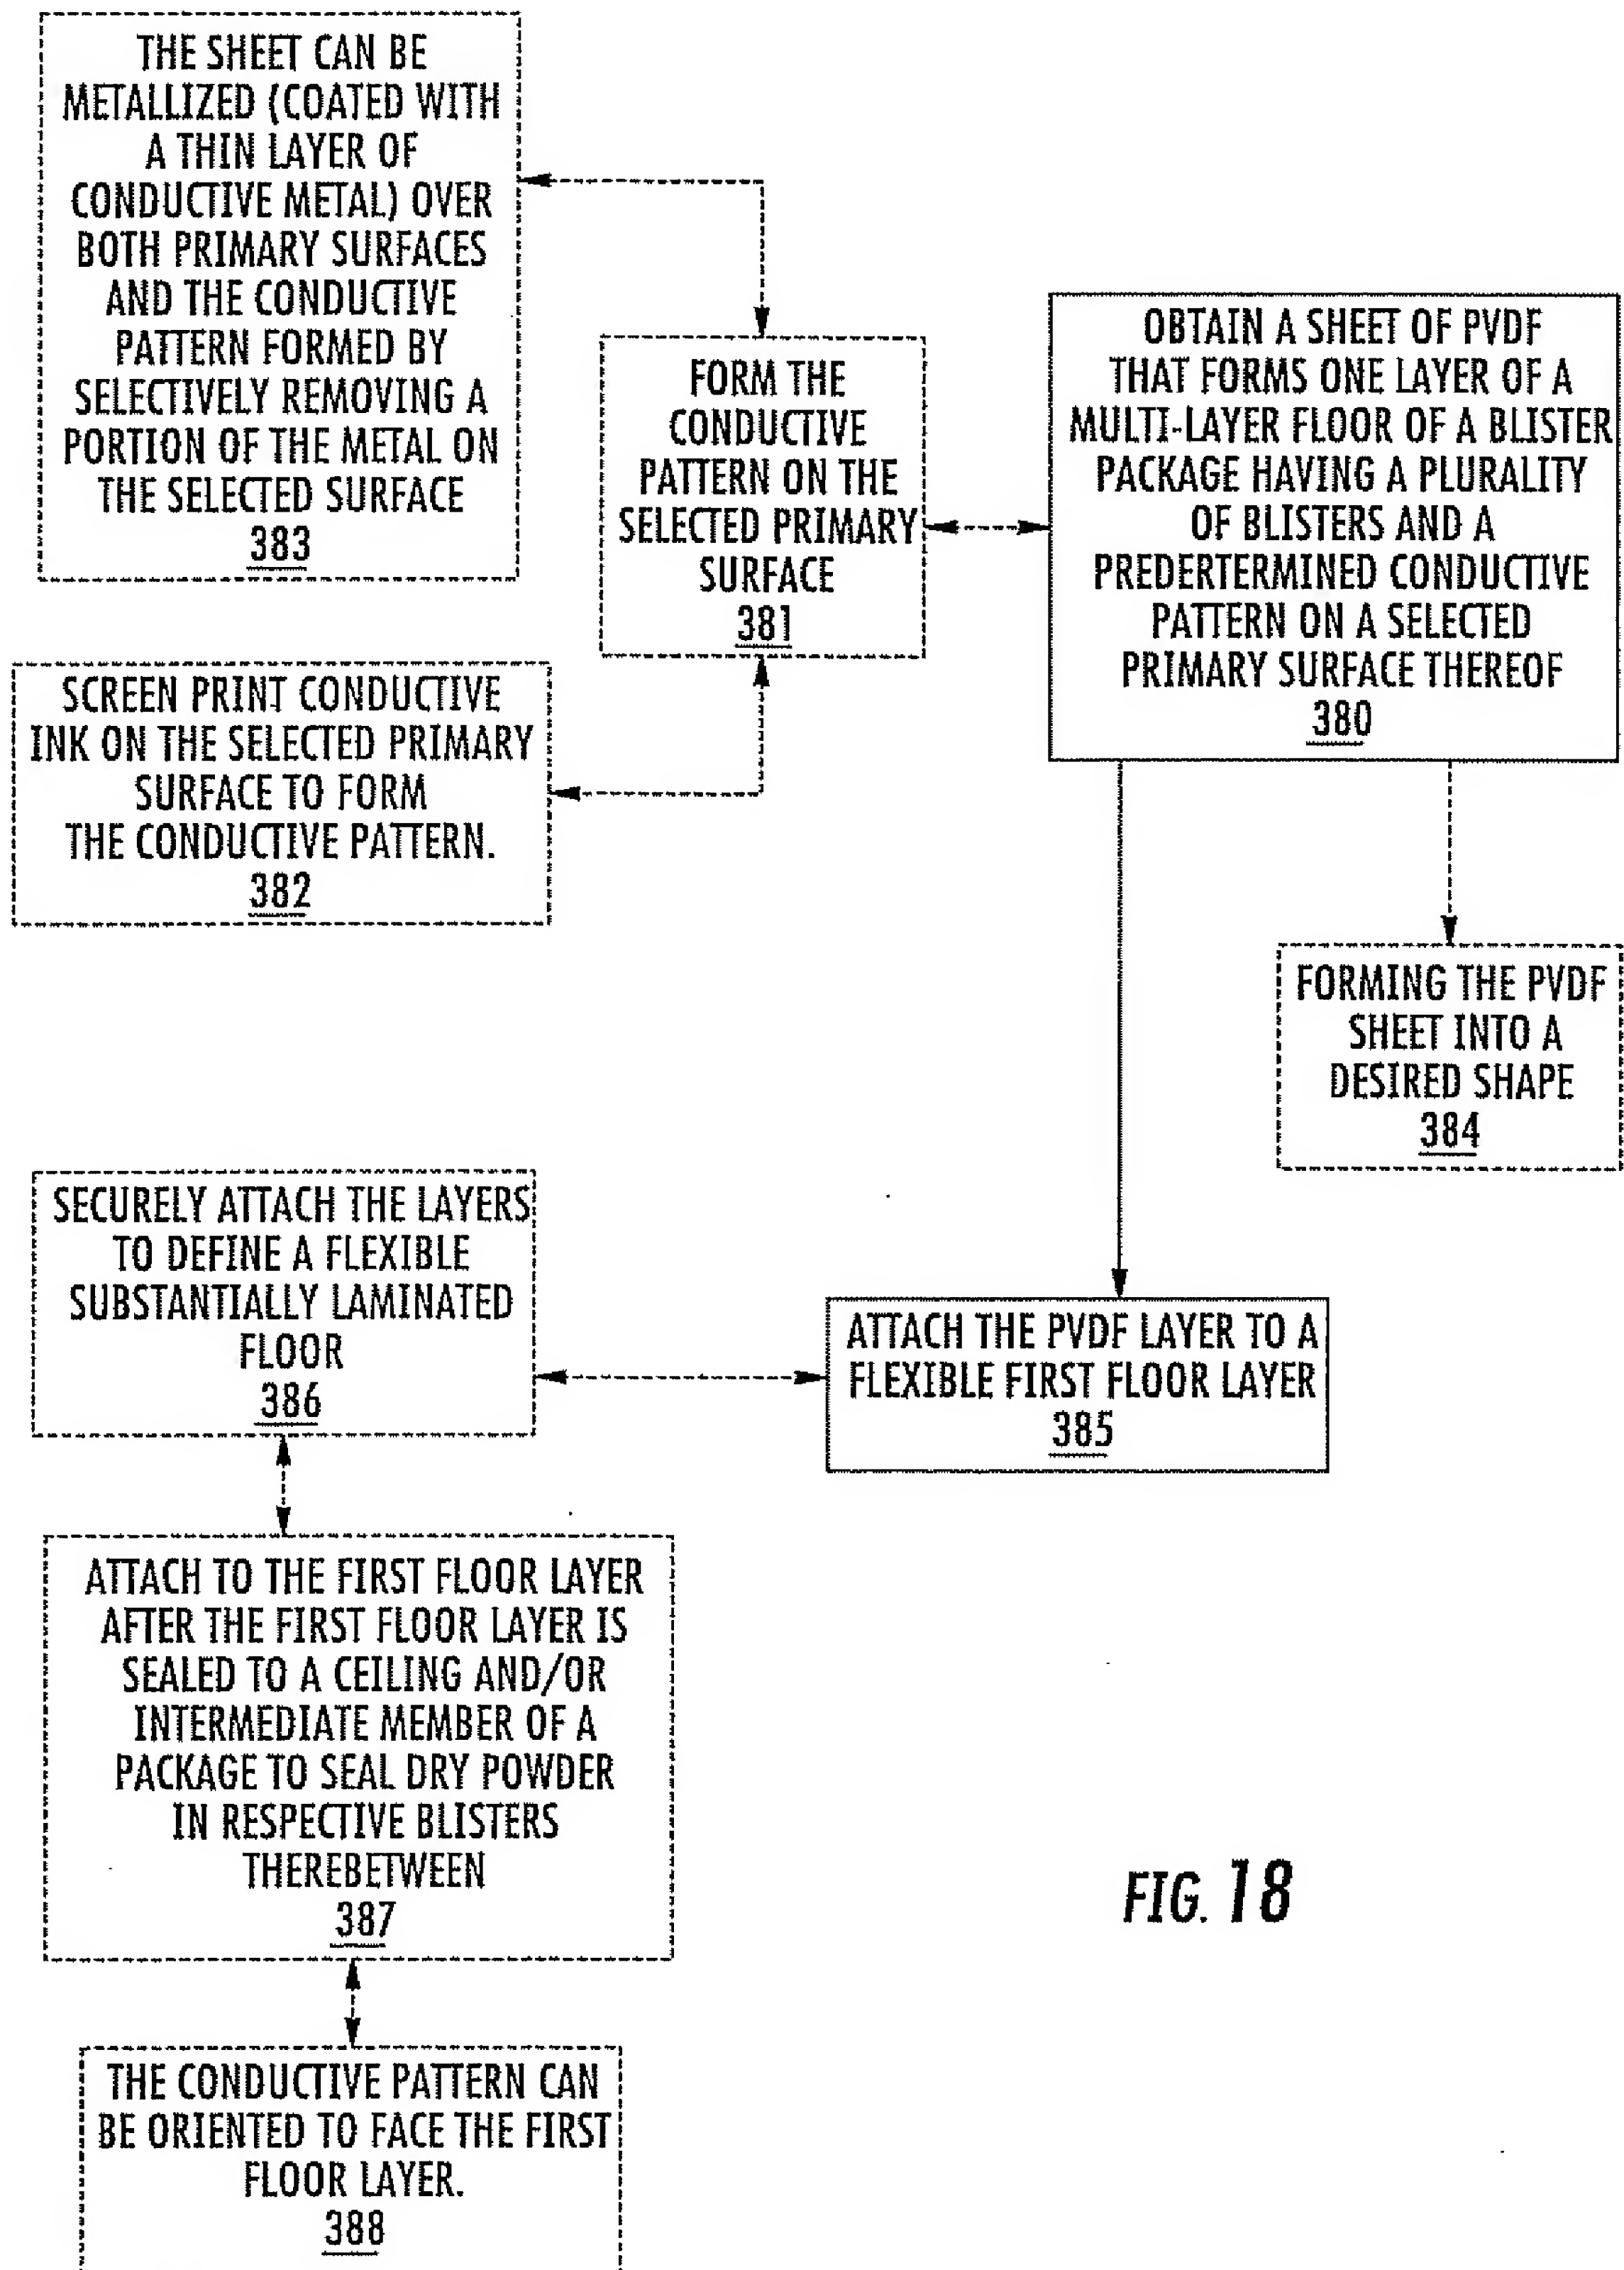 THE SHEET CAN BE
METALLIZED (COATED WITH
A THIN LAYER OF
CONDUCTIVE METAL) OVER
BOTH PRIMARY SURFACES
AND THE CONDUCTIVE
PATTERN FORMED BY
SELECTIVELY REMOVING A
PORTION OF THE METAL ON
THE SELECTED SURFACE
383
FORM THE
CONDUCTIVE
PATTERN ON THE
SELECTED PRIMARY
SURFACE
381
OBTAIN A SHEET OF PVDF
THAT FORMS ONE LAYER OF A
MULTI-LAYER FLOOR OF A BLISTER
PACKAGE HAVING A PLURALITY
OF BLISTERS AND A
PREDERTERMINED CONDUCTIVE
PATTERN ON A SELECTED
PRIMARY SURFACE THEREOF
380
SCREEN PRINT CONDUCTIVE
INK ON THE SELECTED PRIMARY
SURFACE TO FORM
THE CONDUCTIVE PATTERN.
382
FORMING THE PVDF
SHEET INTO A
DESIRED SHAPE
384
SECURELY ATTACH THE LAYERS
TO DEFINE A FLEXIBLE
SUBSTANTIALLY LAMINATED
FLOOR
386
ATTACH THE PVDF LAYER TO A
FLEXIBLE FIRST FLOOR LAYER
385
ATTACH TO THE FIRST FLOOR LAYER
AFTER THE FIRST FLOOR LAYER IS
SEALED TO A CEILING AND/OR
INTERMEDIATE MEMBER OF A
PACKAGE TO SEAL DRY POWDER
IN RESPECTIVE BLISTERS
THEREBETWEEN
387
THE CONDUCTIVE PATTERN CAN
BE ORIENTED TO FACE THE FIRST
FLOOR LAYER.
388
FIG. 18